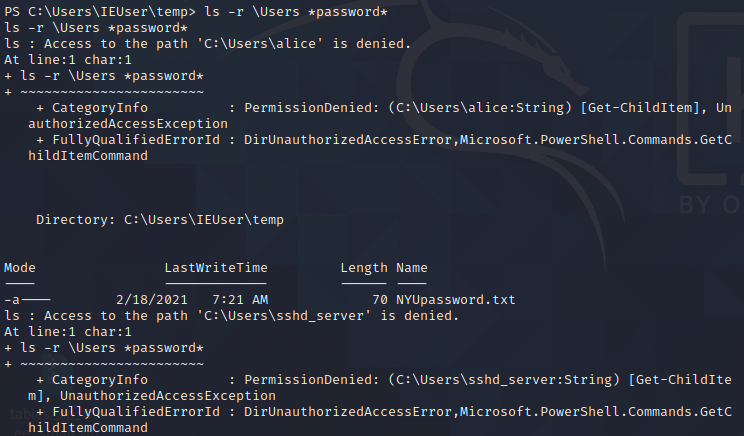 PS C:\Users\IEUser\temp> ls -r \Users *password*
ls -r \Users *password*
ls : Access to the path 'C:\Users\alice' is denied.
At line:1 char:1
+ ls -r \Users *password*
+ ~~~~~~~~~~~~~~~~~~~~~~~
    + CategoryInfo          : PermissionDenied: (C:\Users\alice:String) [Get-ChildItem], Un
   authorizedAccessException
    + FullyQualifiedErrorId : DirUnauthorizedAccessError,Microsoft.PowerShell.Commands.GetC
   hildItemCommand
    Directory: C:\Users\IEUser\temp
Mode                LastWriteTime         Length Name
----                -------------         ------ ----
-a----        2/18/2021   7:21 AM             70 NYUpassword.txt
ls : Access to the path 'C:\Users\sshd_server' is denied.
At line:1 char:1
+ ls -r \Users *password*
+ ~~~~~~~~~~~~~~~~~~~~~~~
    + CategoryInfo          : PermissionDenied: (C:\Users\sshd_server:String) [Get-ChildIte
   m], UnauthorizedAccessException
    + FullyQualifiedErrorId : DirUnauthorizedAccessError,Microsoft.PowerShell.Commands.GetC
   hildItemCommand
BY O